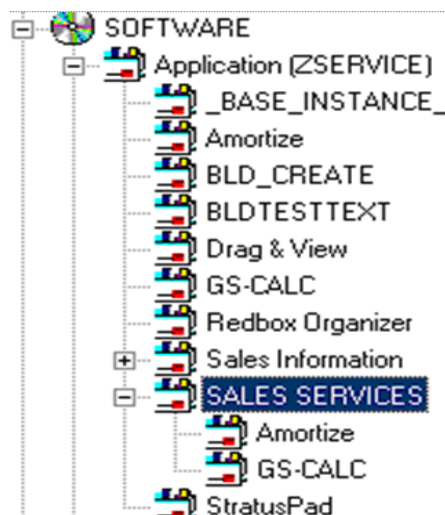 SOFTWARE
Application (ZSERVICE)
_BASE_INSTANCE_
Amortize
BLD_CREATE
BLDTESTTEXT
Drag & View
GS-CALC
Redbox Organizer
Sales Information
SALES SERVICES
Amortize
GS-CALC
StratusPad